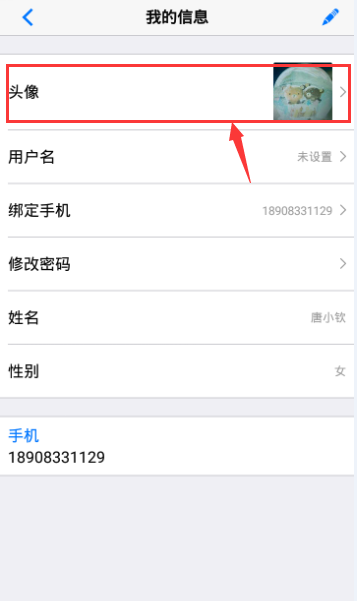 我的信息
头像
用户名 未设置
绑定手机 18908331129
修改密码
姓名 唐小钦
性别 女
手机
18908331129